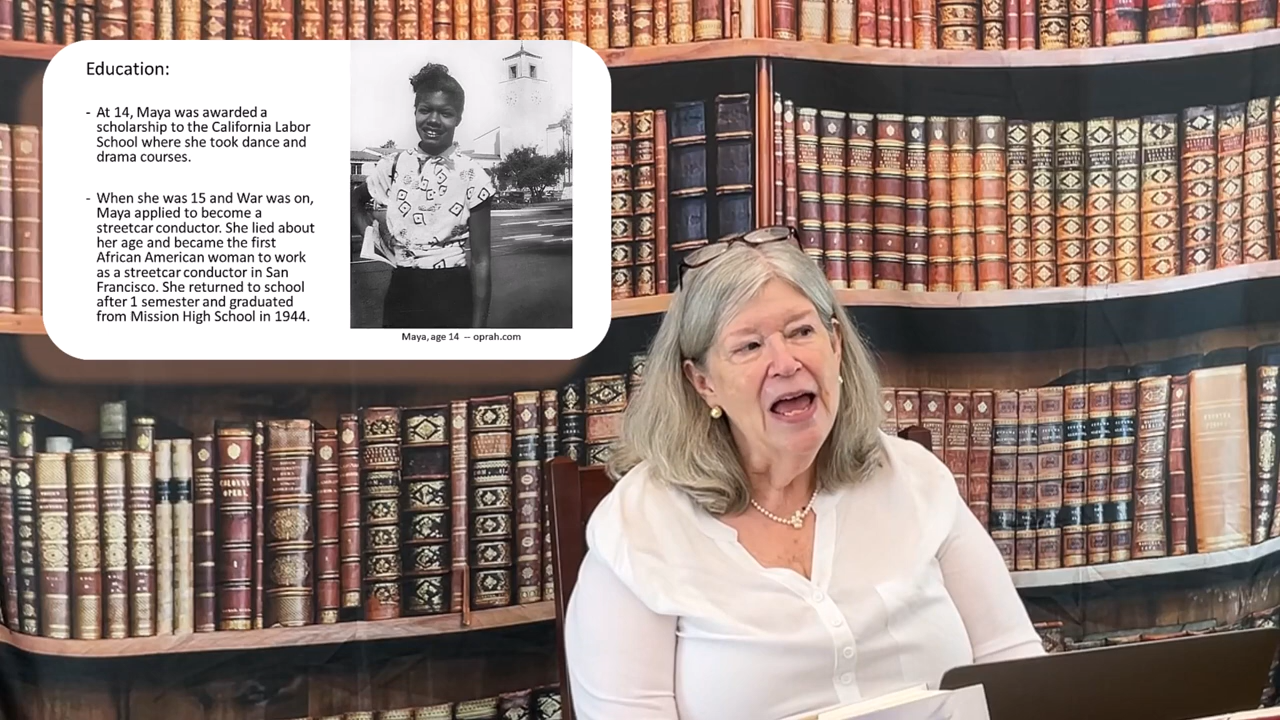 Education:
- At 14, Maya was awarded a
scholarship to the California Labor
School where she took dance and
drama courses.
- When she was 15 and War was on,
Maya applied to become a
streetcar conductor. She lied about
her age and became the first
African American woman to work
as a streetcar conductor in San
Francisco. She returned to school
after 1 semester and graduated
from Mission High School in 1944.
Maya, age 14 -- oprah.com